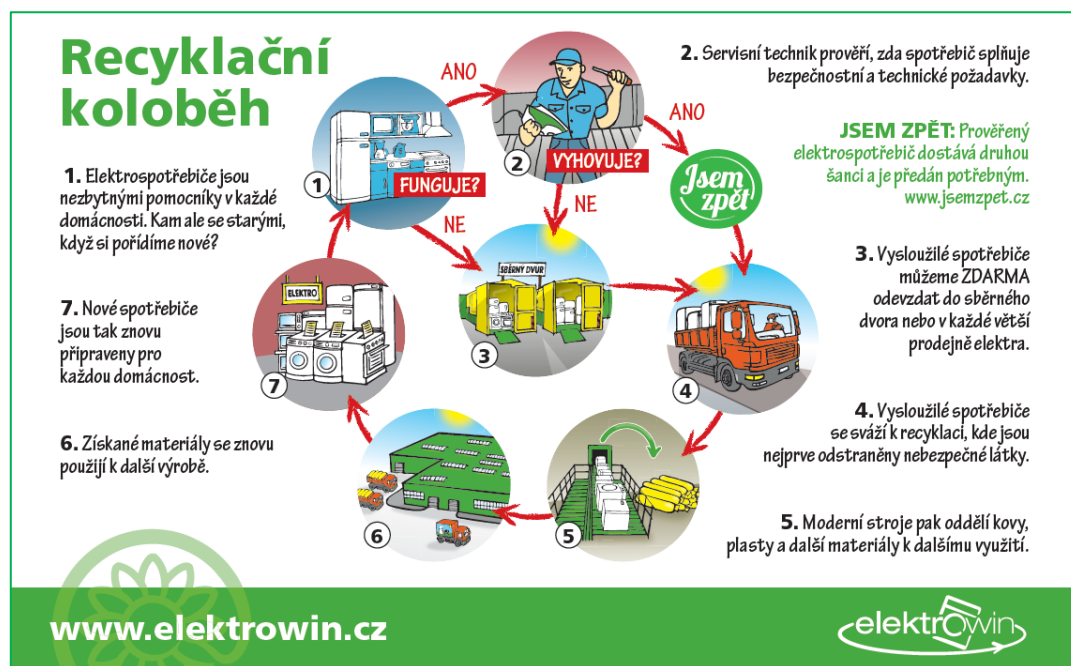 Recyklační
koloběh
1. Elektrospotřebiče jsou
nezbytnými pomocníky v každé
domácnosti. Kam ale se starými,
když si pořídíme nové?
7. Nové spotřebiče
jsou tak znovu
připraveny pro
každou domácnost.
6. Získané materiály se znovu
použijí k další výrobě.
ANO
1
FUNGUJE?
NE
2
VYHOVUJE?
ANO
NE
Jsem
zpět
SBĚRNÝ DVŮR
3
4
5
6
ELEKTRO
7
2. Servisní technik prověří, zda spotřebič splňuje
bezpečnostní a technické požadavky.
JSEM ZPĚT: Prověřený
elektrospotřebič dostává druhou
šanci a je předán potřebným.
www.jsemzpet.cz
3. Vysloužilé spotřebiče
můžeme ZDARMA
odevzdat do sběrného
dvora nebo v každé větší
prodejně elektra.
4. Vysloužilé spotřebiče
se sváží k recyklaci, kde jsou
nejprve odstraněny nebezpečné látky.
5. Moderní stroje pak oddělí kovy,
plasty a další materiály k dalšímu využití.
www.elektrowin.cz
elektrowin